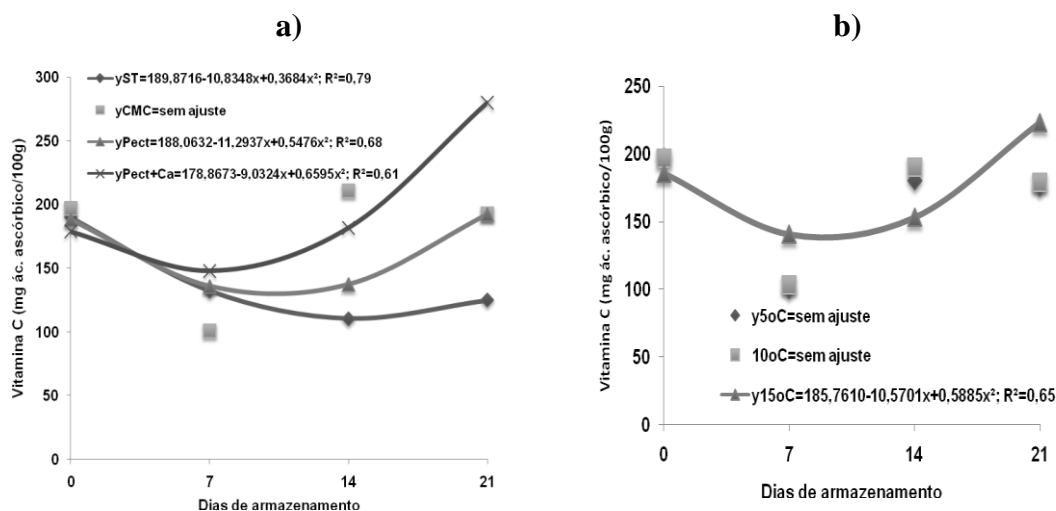 a)
300
250
200
150
100
50
0
Vitamina C (mg ác. ascórbico/100g)
yST=189,8716-10,8348x+0,3684x²; R²=0,79
yCMC=sem ajuste
yPect=188,0632-11,2937x+0,5476x²; R²=0,68
yPect+Ca=178,8673-9,0324x+0,6595x²; R²=0,61
0 7 14 21
Dias de armazenamento
b)
250
200
150
100
50
0
Vitamina C (mg ác. ascórbico/100g)
y5oC=sem ajuste
10oC=sem ajuste
y15oC=185,7610-10,5701x+0,5885x²; R²=0,65
0 7 14 21
Dias de armazenamento